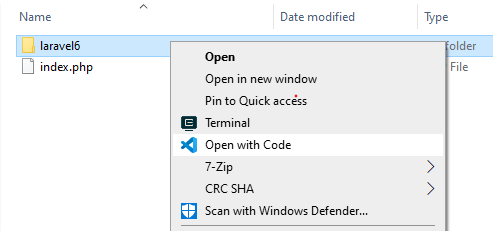 Name Date modified Type
laravel6 folder
index.php File
Open
Open in new window
Pin to Quick access
Terminal
Open with Code
7-Zip
CRC SHA
Scan with Windows Defender...